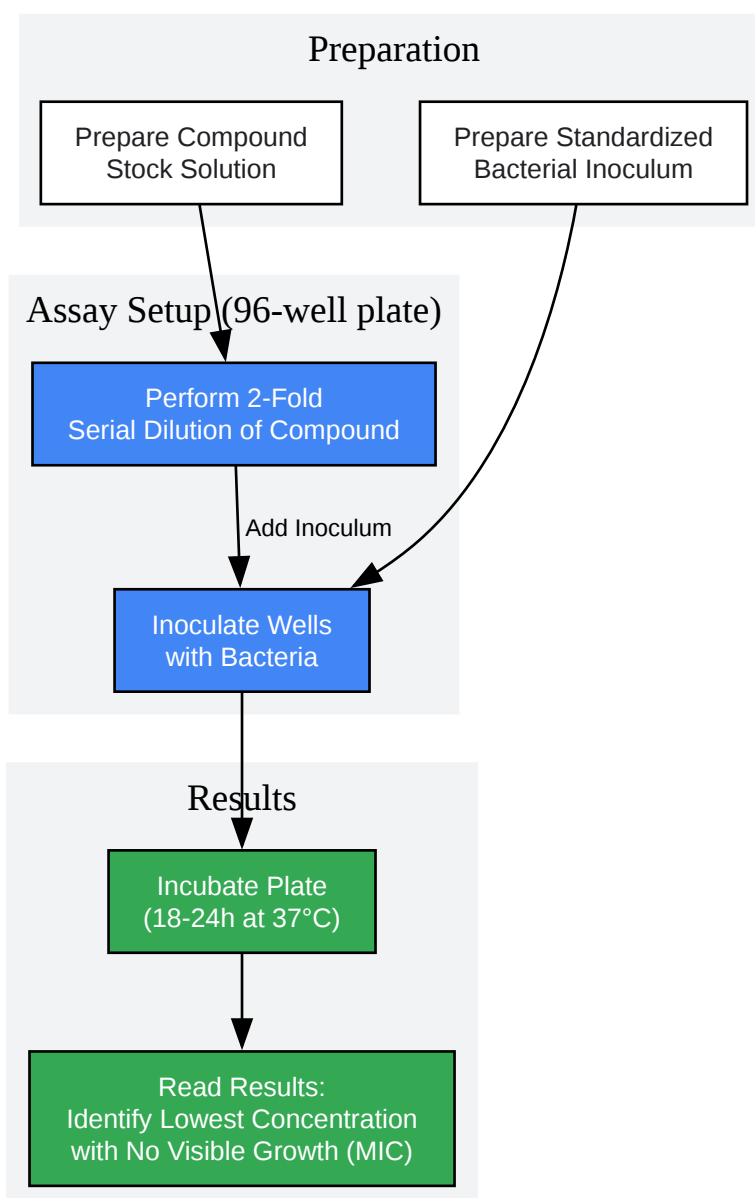 Preparation
Prepare Compound
Stock Solution
Prepare Standardized
Bacterial Inoculum
Assay Setup (96-well plate)
Perform 2-Fold
Serial Dilution of Compound
Add Inoculum
Inoculate Wells
with Bacteria
Results
Incubate Plate
(18-24h at 37°C)
Read Results:
Identify Lowest Concentration
with No Visible Growth (MIC)